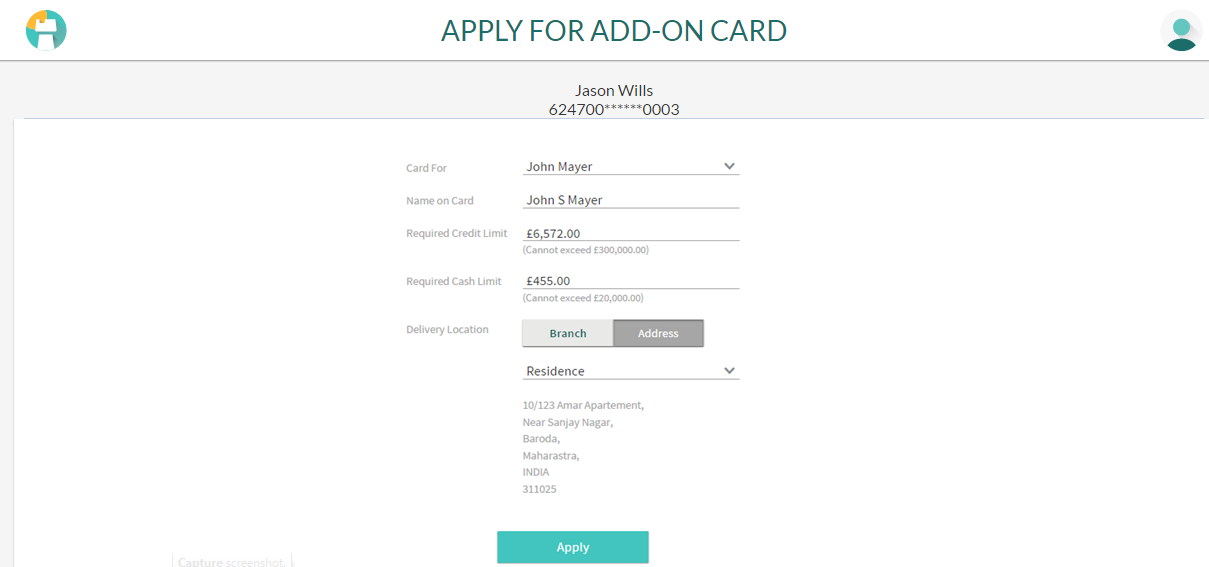 APPLY FOR ADD-ON CARD
Jason Wills
624700******0003
Card For John Mayer
Name on Card John S Mayer
Required Credit Limit £6,572.00
(Cannot exceed £300,000.00)
Required Cash Limit £455.00
(Cannot exceed £20,000.00)
Delivery Location Branch Address
Residence
10/123 Amar Apartement,
Near Sanjay Nagar,
Baroda,
Maharastra,
INDIA
311025
Apply
Capture screenshot.